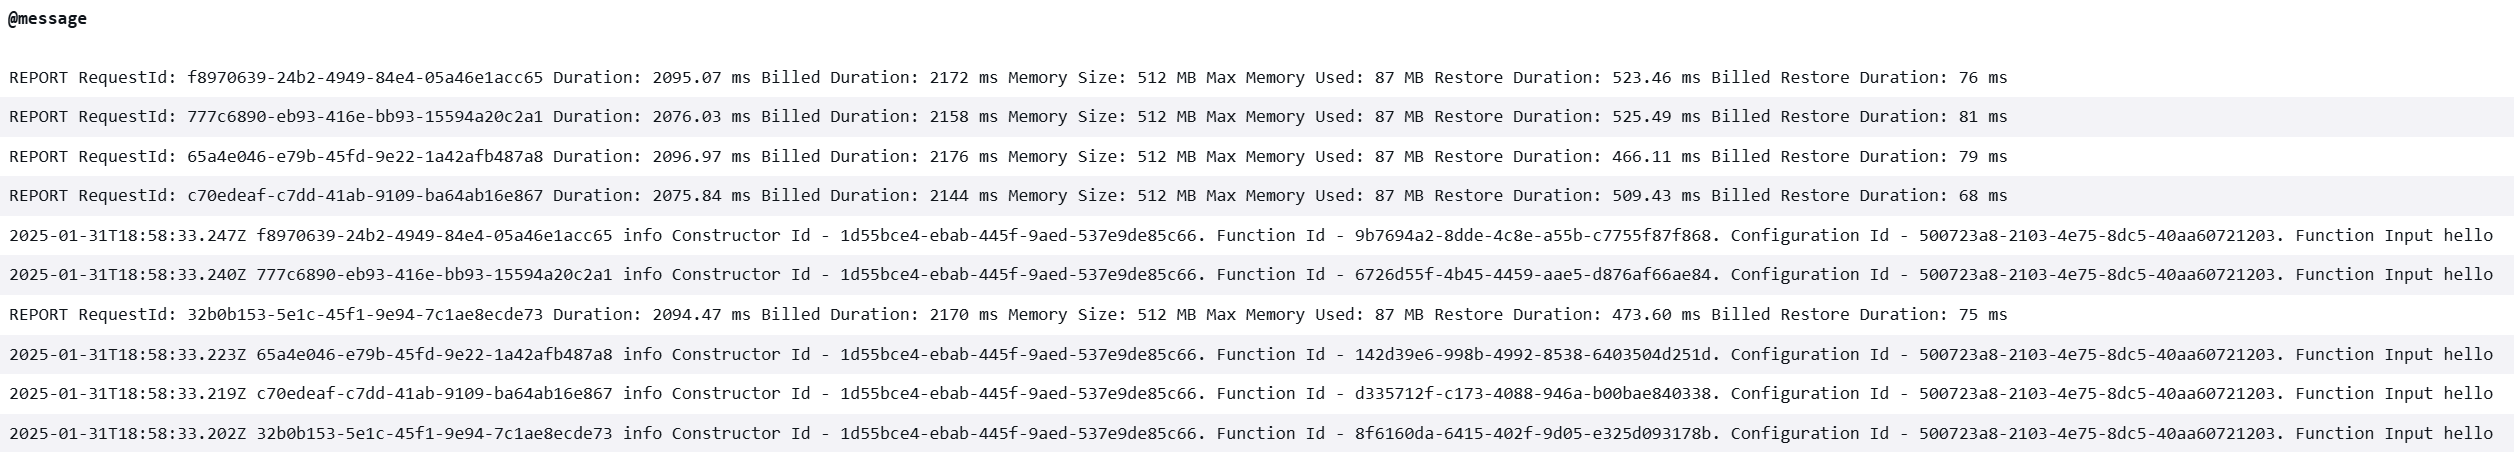 @message
REPORT RequestId: f8970639-24b2-4949-84e4-05a46e1acc65 Duration: 2095.07 ms Billed Duration: 2172 ms Memory Size: 512 MB Max Memory Used: 87 MB Restore Duration: 523.46 ms Billed Restore Duration: 76 ms
REPORT RequestId: 777c6890-eb93-416e-bb93-15594a20c2a1 Duration: 2076.03 ms Billed Duration: 2158 ms Memory Size: 512 MB Max Memory Used: 87 MB Restore Duration: 525.49 ms Billed Restore Duration: 81 ms
REPORT RequestId: 65a4e046-e79b-45fd-9e22-1a42afb487a8 Duration: 2096.97 ms Billed Duration: 2176 ms Memory Size: 512 MB Max Memory Used: 87 MB Restore Duration: 466.11 ms Billed Restore Duration: 79 ms
REPORT RequestId: c70edeaf-c7dd-41ab-9109-ba64ab16e867 Duration: 2075.84 ms Billed Duration: 2144 ms Memory Size: 512 MB Max Memory Used: 87 MB Restore Duration: 509.43 ms Billed Restore Duration: 68 ms
2025-01-31T18:58:33.247Z f8970639-24b2-4949-84e4-05a46e1acc65 info Constructor Id - 1d55bce4-ebab-445f-9aed-537e9de85c66. Function Id - 9b7694a2-8dde-4c8e-a55b-c7755f87f868. Configuration Id - 500723a8-2103-4e75-8dc5-40aa60721203. Function Input hello
2025-01-31T18:58:33.240Z 777c6890-eb93-416e-bb93-15594a20c2a1 info Constructor Id - 1d55bce4-ebab-445f-9aed-537e9de85c66. Function Id - 6726d55f-4b45-4459-aae5-d876af66ae84. Configuration Id - 500723a8-2103-4e75-8dc5-40aa60721203. Function Input hello
REPORT RequestId: 32b0b153-5e1c-45f1-9e94-7c1ae8ecde73 Duration: 2094.47 ms Billed Duration: 2170 ms Memory Size: 512 MB Max Memory Used: 87 MB Restore Duration: 473.60 ms Billed Restore Duration: 75 ms
2025-01-31T18:58:33.223Z 65a4e046-e79b-45fd-9e22-1a42afb487a8 info Constructor Id - 1d55bce4-ebab-445f-9aed-537e9de85c66. Function Id - 142d39e6-998b-4992-8538-6403504d251d. Configuration Id - 500723a8-2103-4e75-8dc5-40aa60721203. Function Input hello
2025-01-31T18:58:33.219Z c70edeaf-c7dd-41ab-9109-ba64ab16e867 info Constructor Id - 1d55bce4-ebab-445f-9aed-537e9de85c66. Function Id - d335712f-c173-4088-946a-b00bae840338. Configuration Id - 500723a8-2103-4e75-8dc5-40aa60721203. Function Input hello
2025-01-31T18:58:33.202Z 32b0b153-5e1c-45f1-9e94-7c1ae8ecde73 info Constructor Id - 1d55bce4-ebab-445f-9aed-537e9de85c66. Function Id - 8f6160da-6415-402f-9d05-e325d093178b. Configuration Id - 500723a8-2103-4e75-8dc5-40aa60721203. Function Input hello